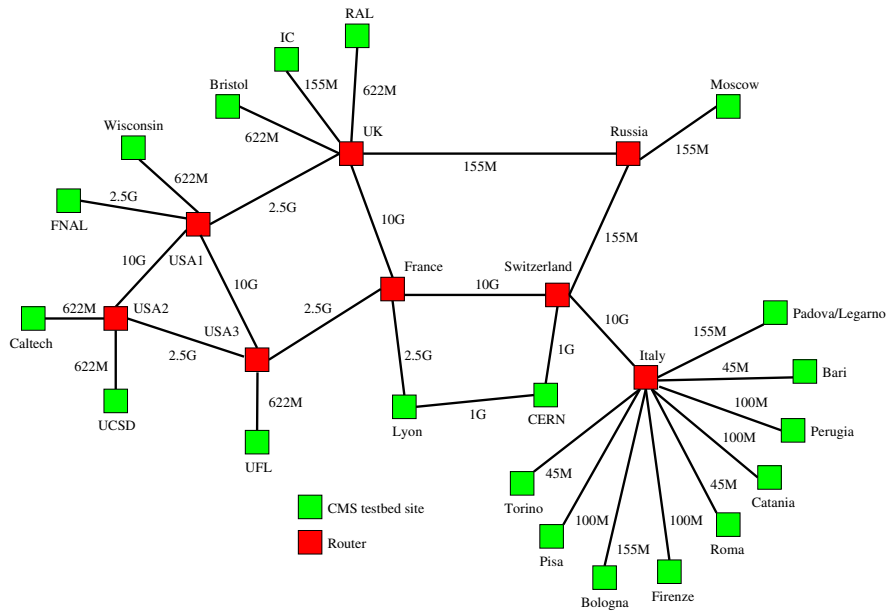 RAL
IC
155M
622M
Bristol
622M
UK
Moscow
Russia
155M
155M
Wisconsin
622M
2.5G
FNAL
2.5G
10G
USA1
10G
10G
155M
France
Switzerland
10G
Caltech
622M
USA2
USA3
2.5G
2.5G
10G
Padova/Legarno
155M
622M
UCSD
2.5G
1G
Italy
45M
Bari
622M
UFL
Lyon
1G
CERN
100M
Perugia
100M
Catania
45M
Torino
45M
Roma
CMS testbed site
100M
100M
Router
Pisa
155M
Bologna
Firenze